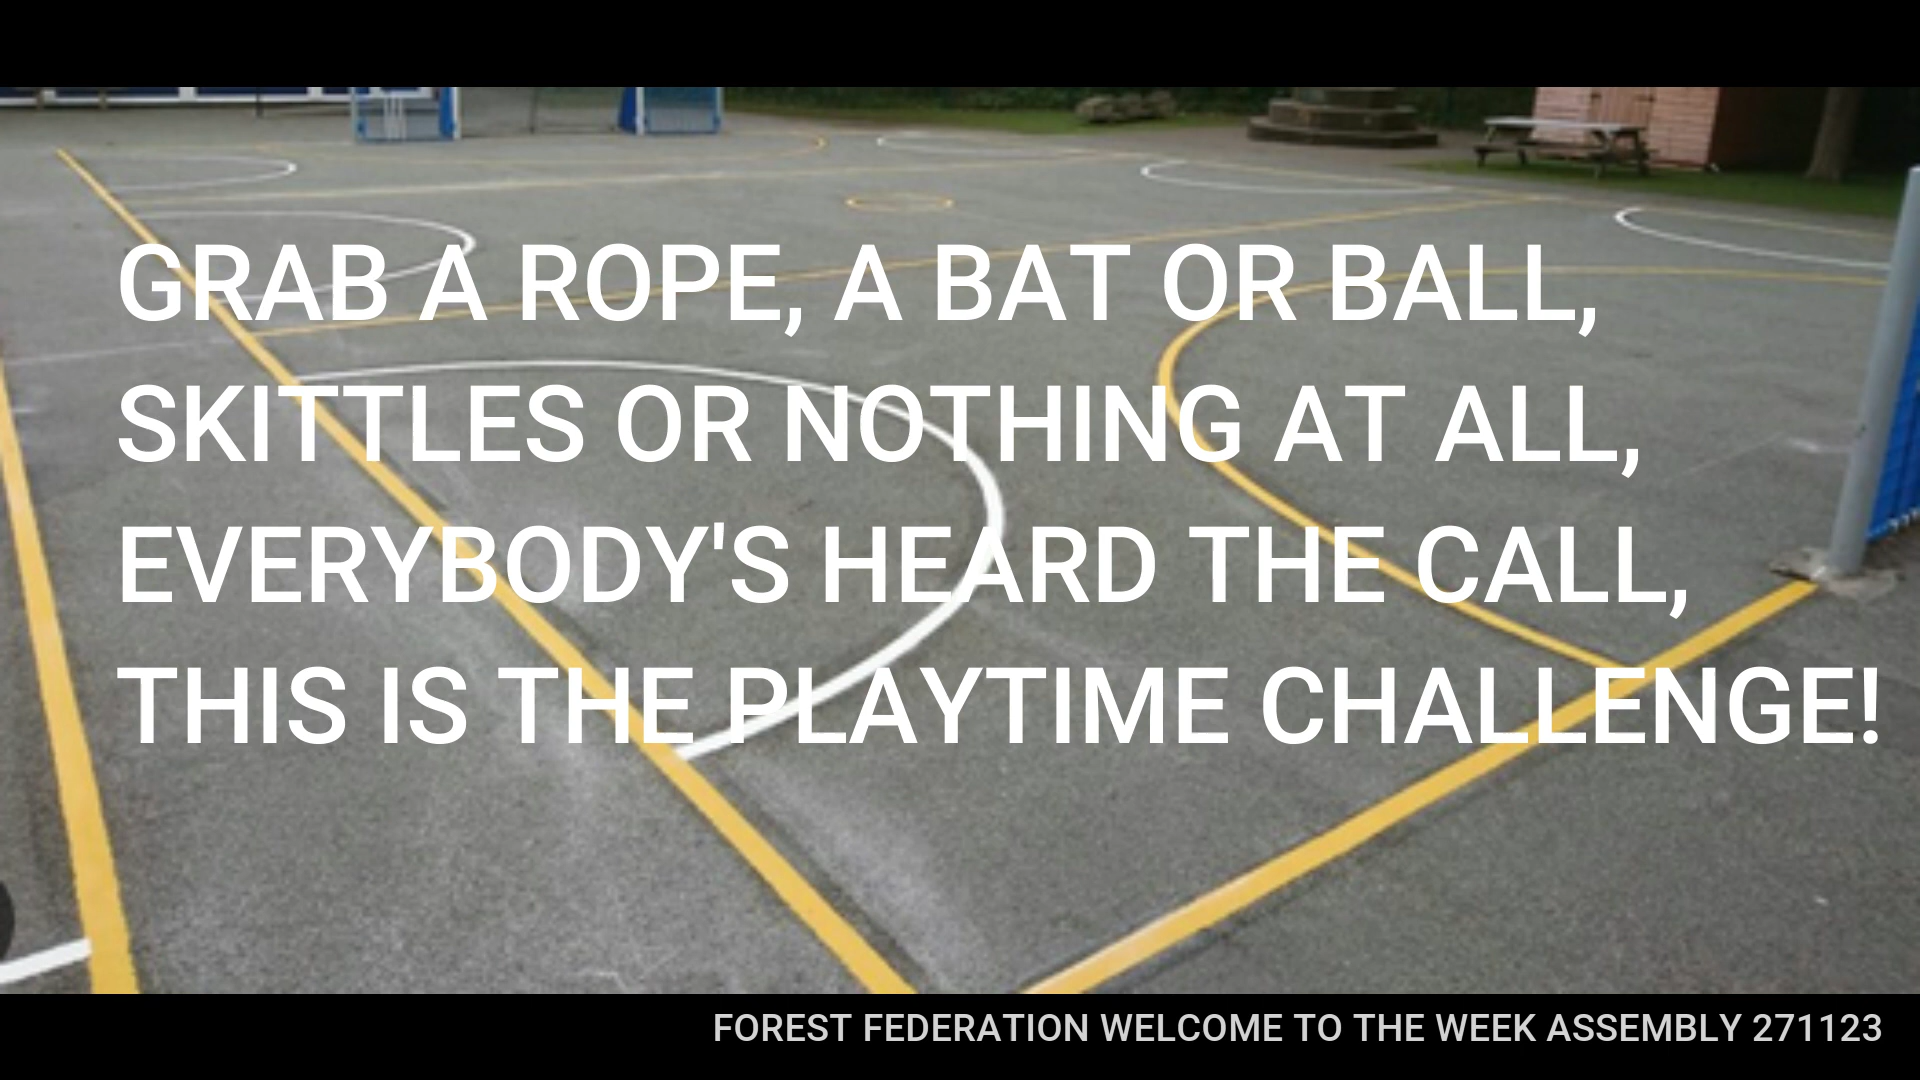 GRAB A ROPE, A BAT OR BALL,
SKITTLES OR NOTHING AT ALL,
EVERYBODY'S HEARD THE CALL,
THIS IS THE PLAYTIME CHALLENGE!
FOREST FEDERATION WELCOME TO THE WEEK ASSEMBLY 271123